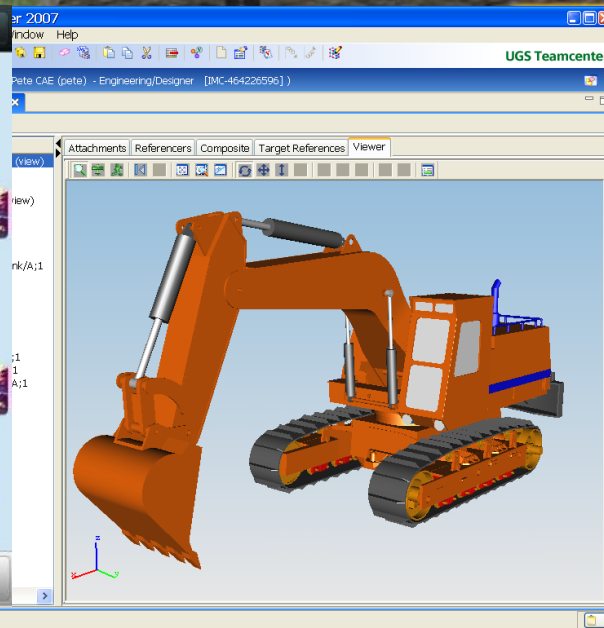 er 2007
Window Help
UGS Teamcente
Pete CAE (pete) - Engineering/Designer [IMC-464226596] )
Attachments Referencers Composite Target References Viewer
(view)
view)
nk/A;1
;1
1
A;1
z
x y